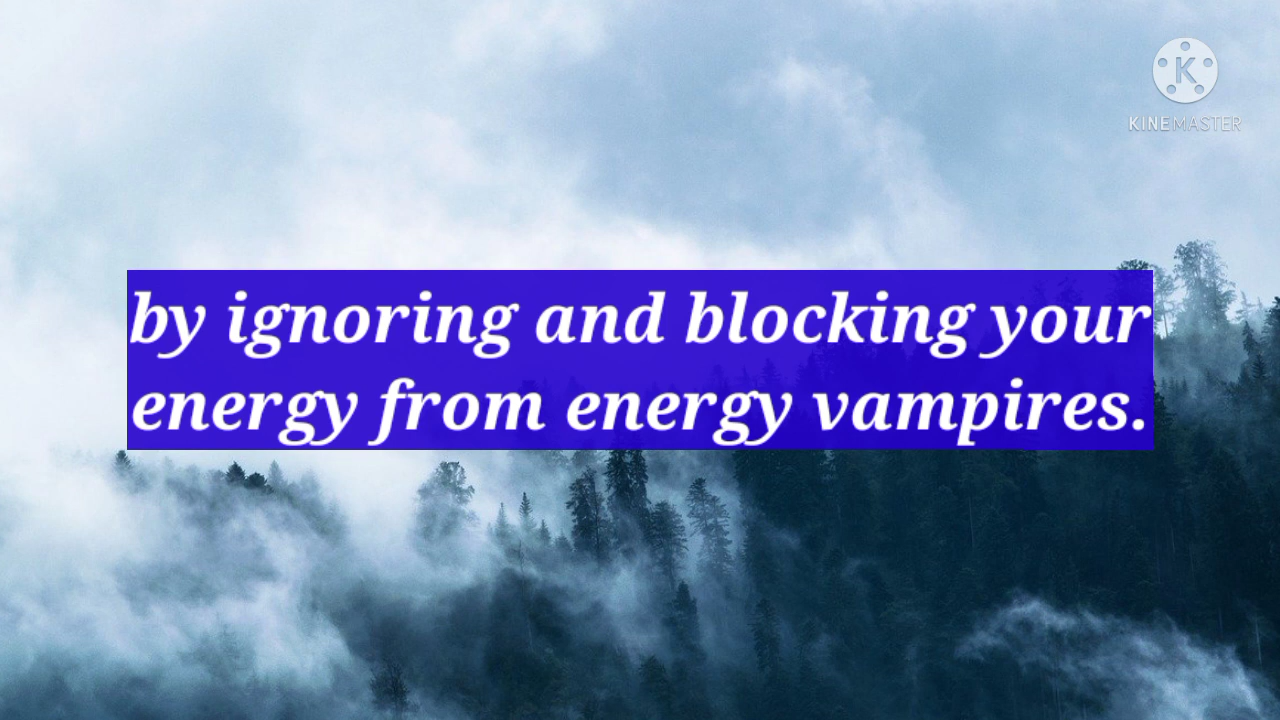 K
KINEMASTER
by ignoring and blocking your
energy from energy vampires.